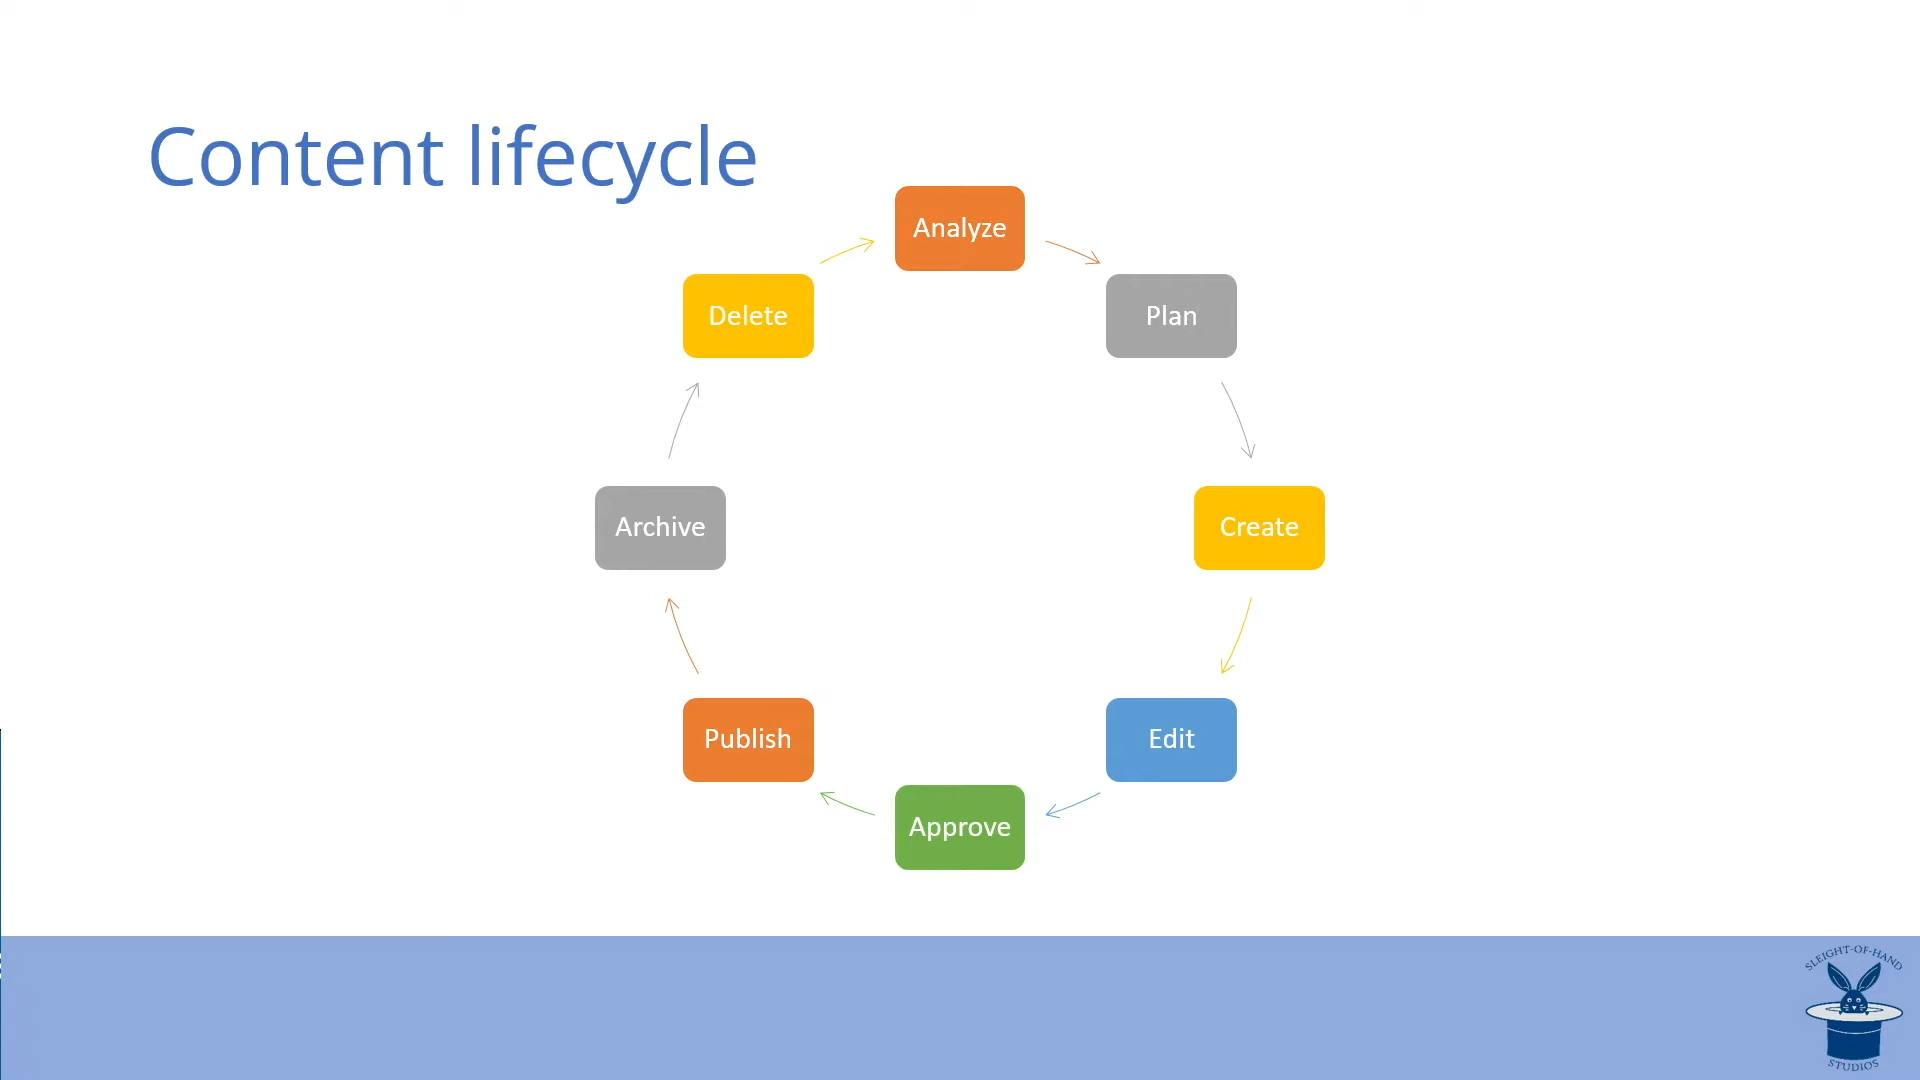 Content lifecycle
Analyze
Plan
Create
Edit
Approve
Publish
Archive
Delete
SLEIGHT-OF-HAND
STUDIOS